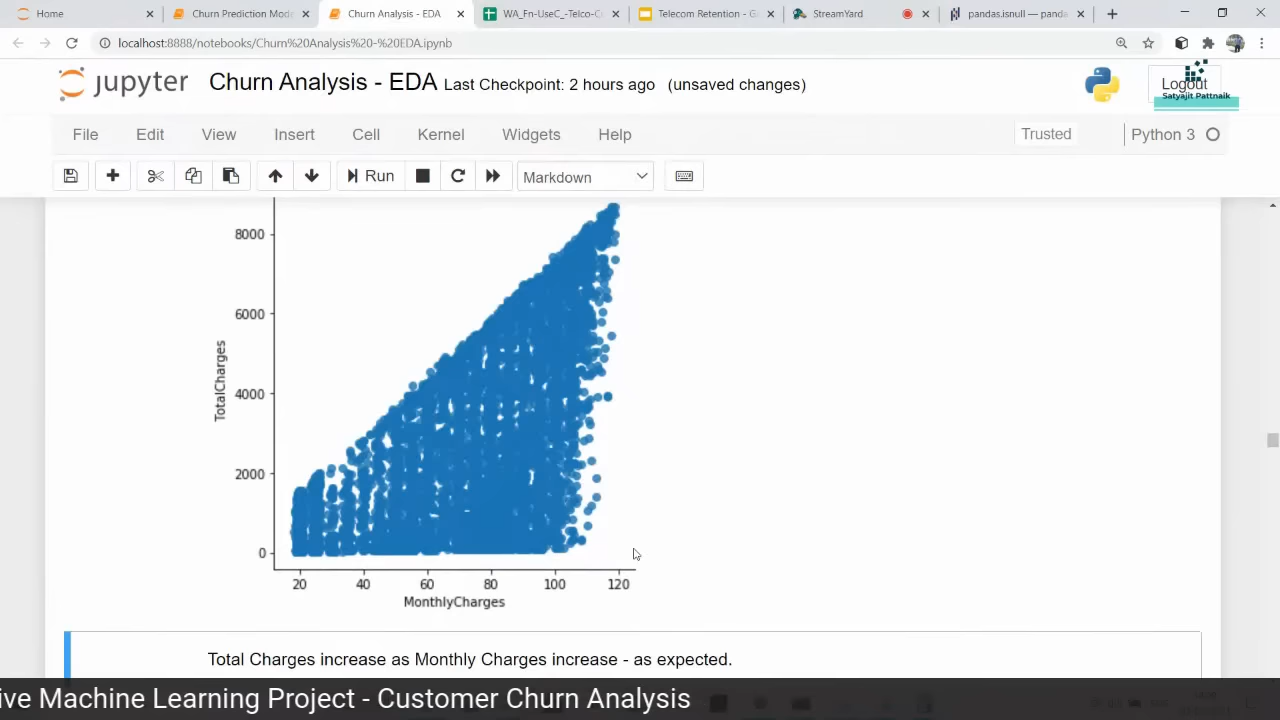 Home
Churn Prediction Mode
Churn Analysis - EDA
WA_Fn-UseC_-Telco-C
Telecom Retention - G
StreamYard
pandas.isnull — panda
localhost:8888/notebooks/Churn%20Analysis%20-%20EDA.ipynb
jupyter Churn Analysis - EDA Last Checkpoint: 2 hours ago (unsaved changes)
Logout
Satyajit Pattnaik
File Edit View Insert Cell Kernel Widgets Help
Trusted Python 3
Run Markdown
8000
6000
4000
2000
0
TotalCharges
20 40 60 80 100 120
MonthlyCharges
Total Charges increase as Monthly Charges increase - as expected.
ive Machine Learning Project - Customer Churn Analysis